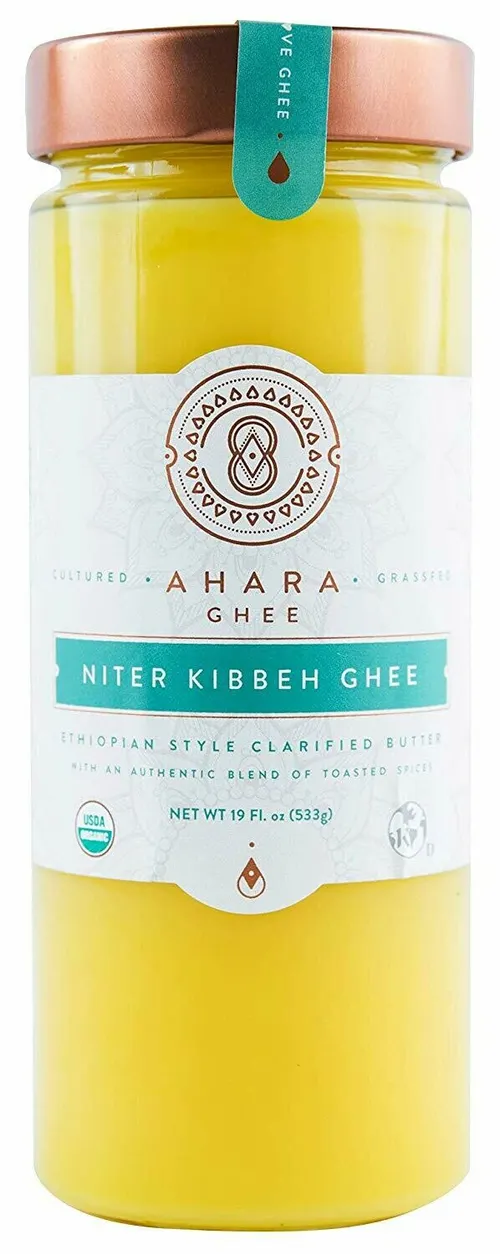 VE GHEE
CULTURED • AHARA • GRASSFED
GHEE
NITER KIBBEH GHEE
ETHIOPIAN STYLE CLARIFIED BUTTER
WITH AN AUTHENTIC BLEND OF TOASTED SPICES
NET WT 19 Fl. oz (533g)
USDA
ORGANIC
D